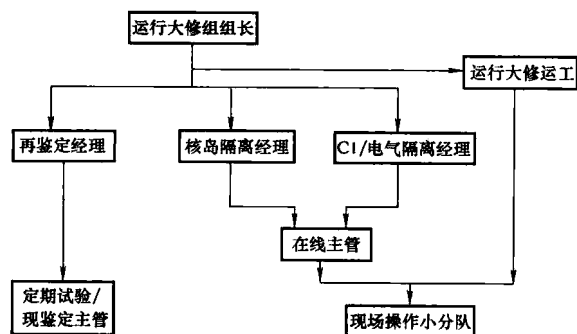 运行大修组组长
运行大修运工
再鉴定经理
核岛隔离经理
CI/电气隔离经理
在线主管
定期试验/
现鉴定主管
现场操作小分队